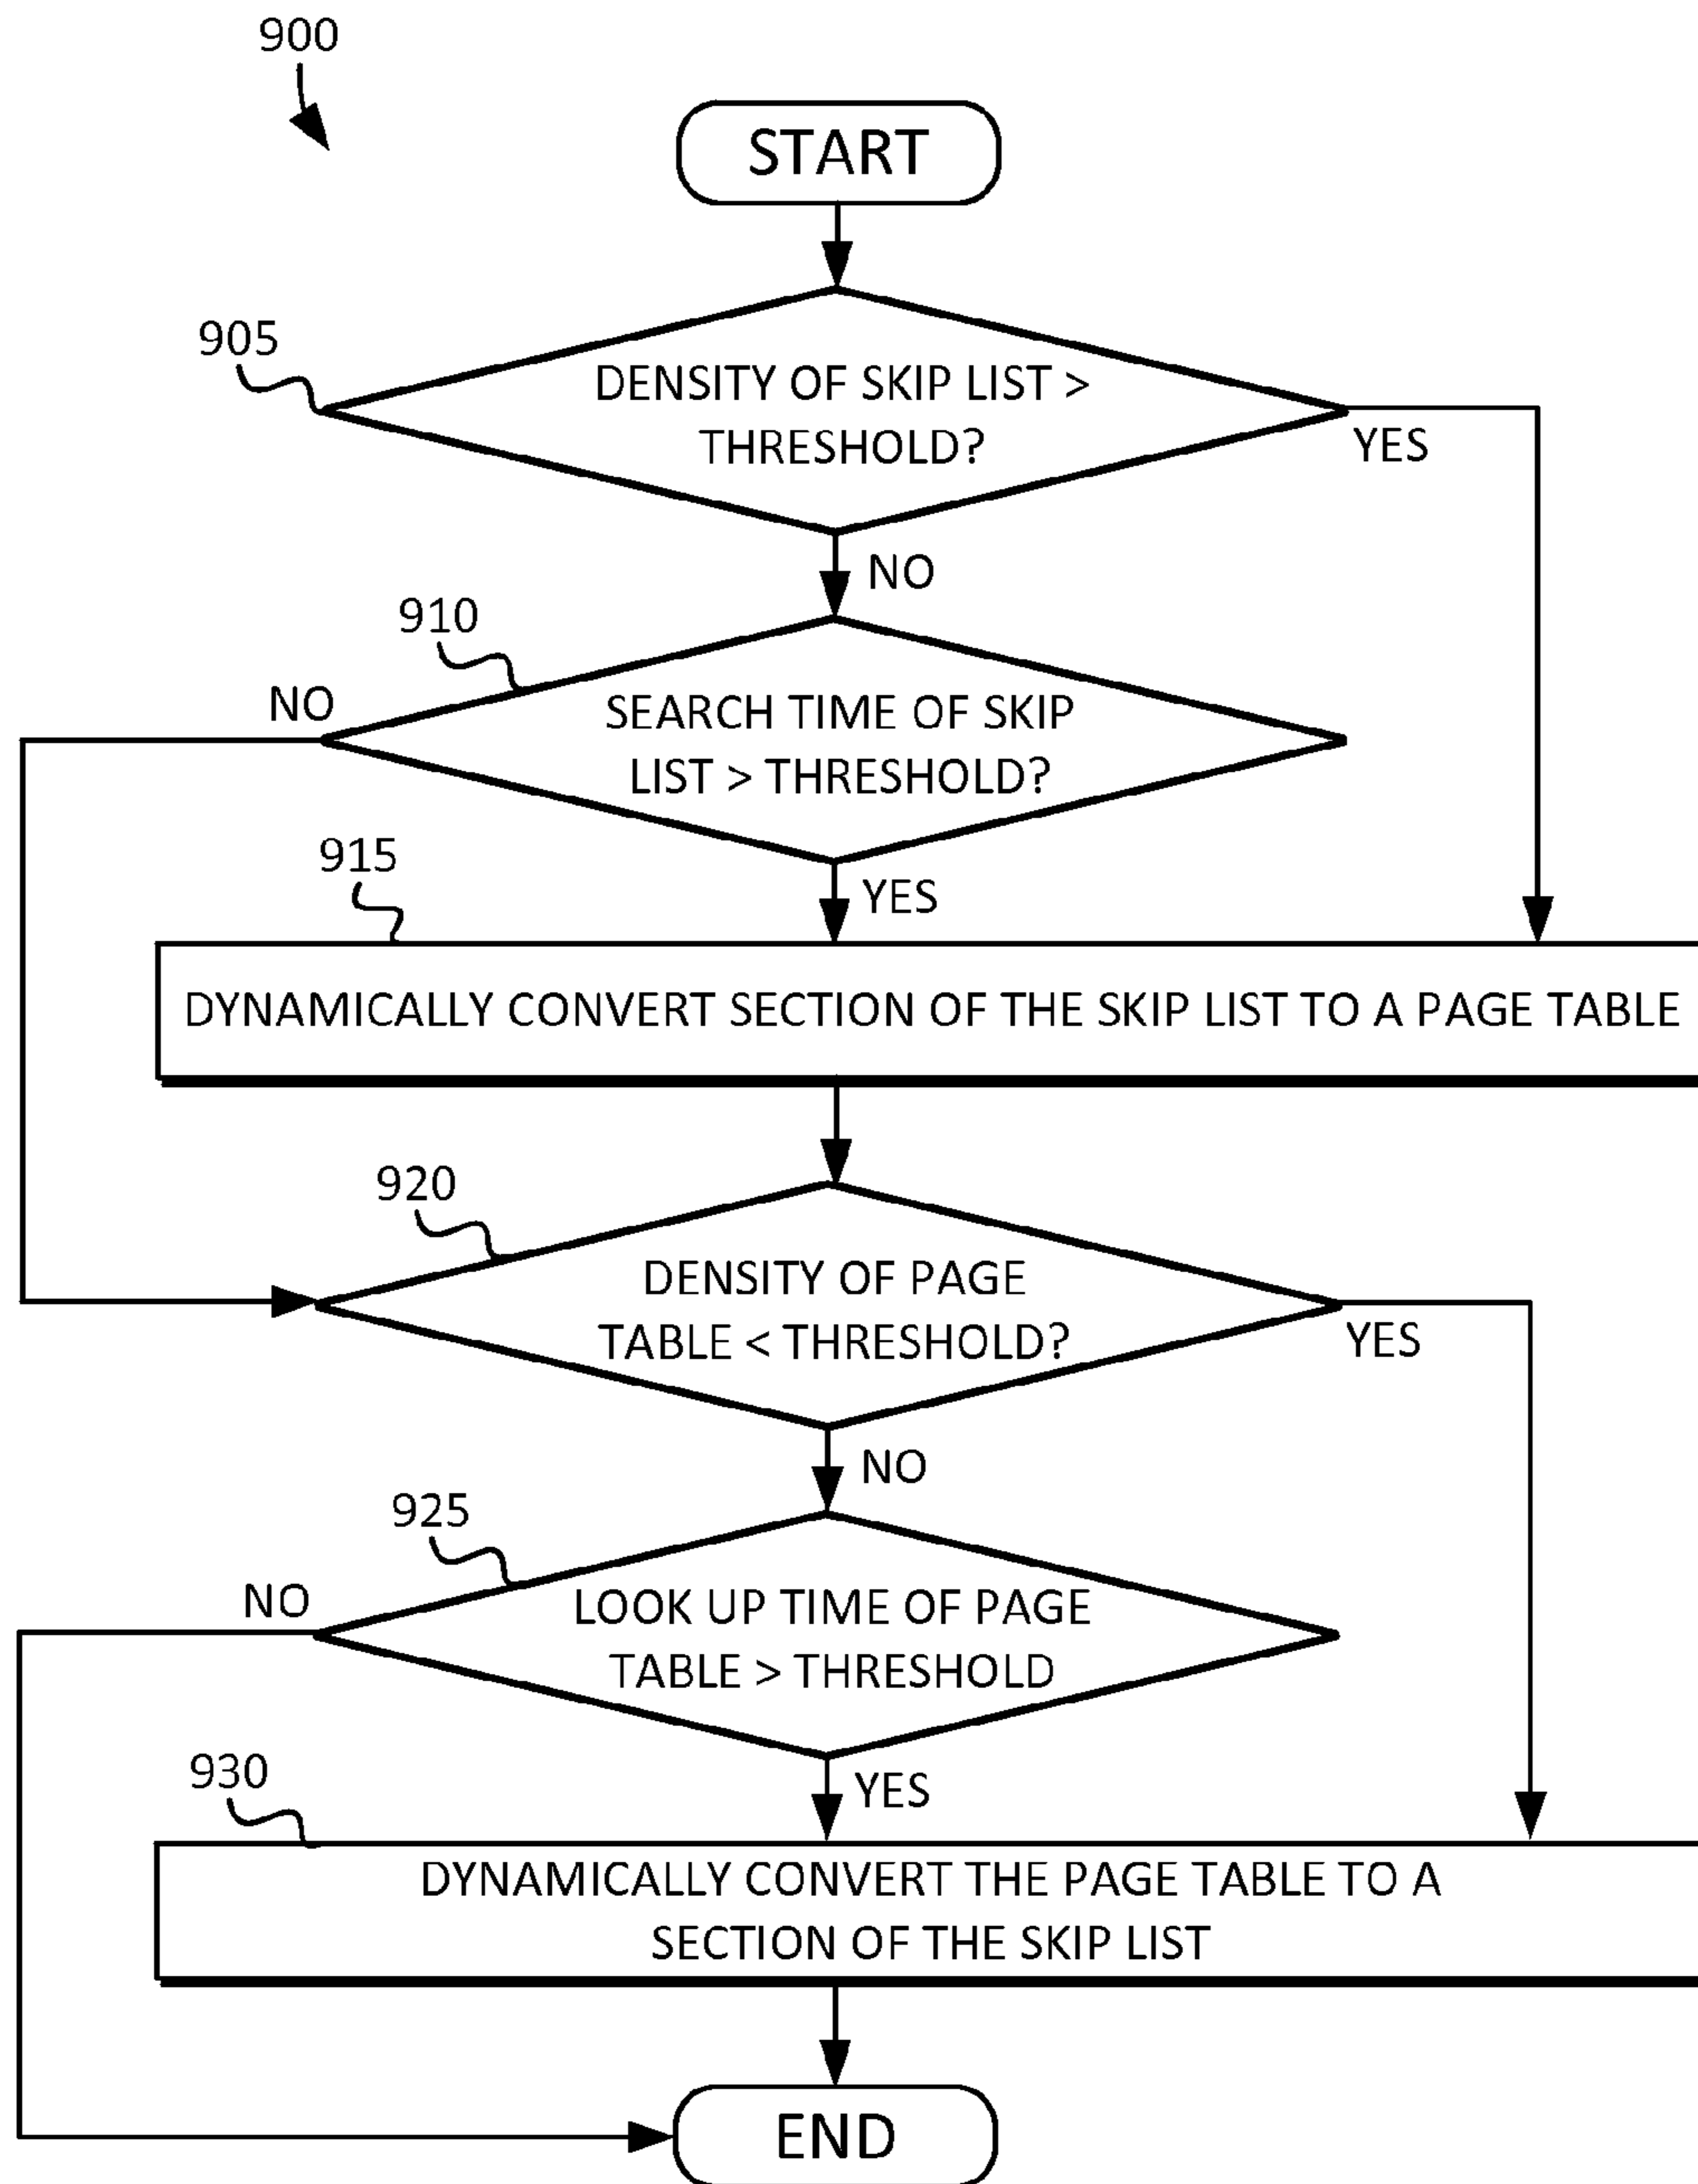 900
START
905
DENSITY OF SKIP LIST >
THRESHOLD?
YES
NO
910
NO
SEARCH TIME OF SKIP
LIST > THRESHOLD?
915
YES
DYNAMICALLY CONVERT SECTION OF THE SKIP LIST TO A PAGE TABLE
920
DENSITY OF PAGE
TABLE < THRESHOLD?
YES
NO
925
NO
LOOK UP TIME OF PAGE
TABLE > THRESHOLD
930
YES
DYNAMICALLY CONVERT THE PAGE TABLE TO A
SECTION OF THE SKIP LIST
END